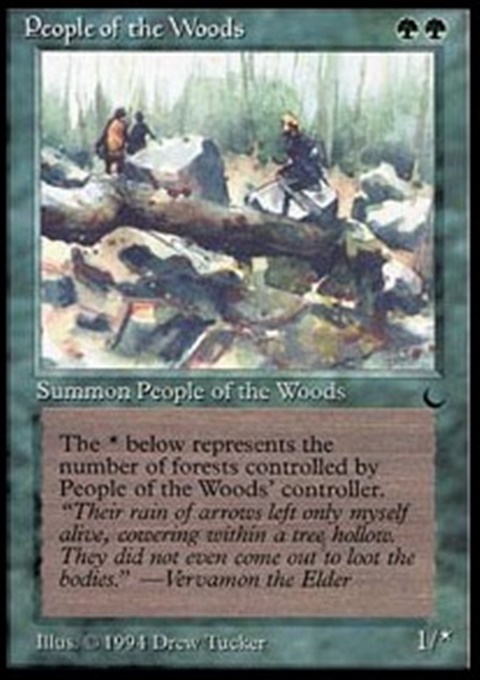 People of the Woods
Summon People of the Woods
The * below represents the
number of forests controlled by
People of the Woods' controller.
"Their rain of arrows left only myself
alive, cowering within a tree hollow.
They did not even come out to loot the
bodies." —Vervamon the Elder
Illus. © 1994 Drew Tucker
1/*